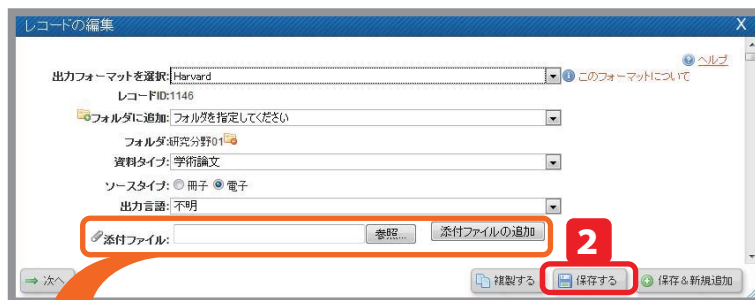 レコードの編集 X
ヘルプ
出力フォーマットを選択: Harvard このフォーマットについて
レコードID:1146
フォルダに追加: フォルダを指定してください
フォルダ:研究分野01
資料タイプ: 学術論文
ソースタイプ: 冊子 電子
出力言語: 不明
添付ファイル: 参照... 添付ファイルの追加
2
次へ 複製する 保存する 保存&新規追加